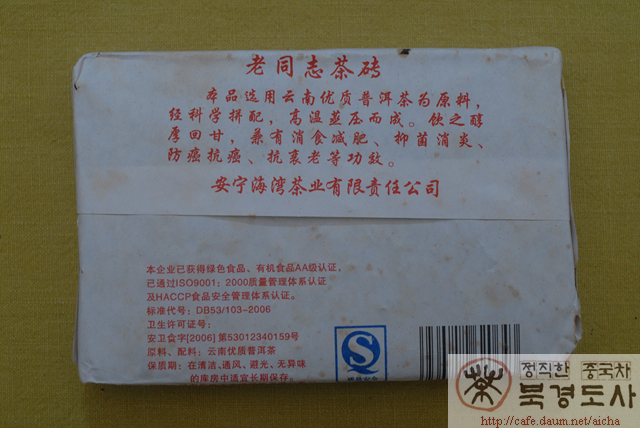 老同志茶砖
本品选用云南优质普洱茶为原料，
经科学拼配，高温蒸压而成。饮之醇
厚回甘，兼有消食减肥、抑菌消炎、
防癌抗癌、抗衰老等功效。
安宁海湾茶业有限责任公司
本企业已获得绿色食品、有机食品AA级认证，
已通过ISO9001：2000质量管理体系认证
及HACCP食品安全管理体系认证。
标准代号：DB53/103-2006
卫生许可证号：
安卫食字[2006] 第53012340159号
原料、配料：云南优质普洱茶
保质期：在清洁、通风、避光、无异味
的库房中适宜长期保存。
정직한 중국차
茶 북경도사
http://cafe.daum.net/aicha